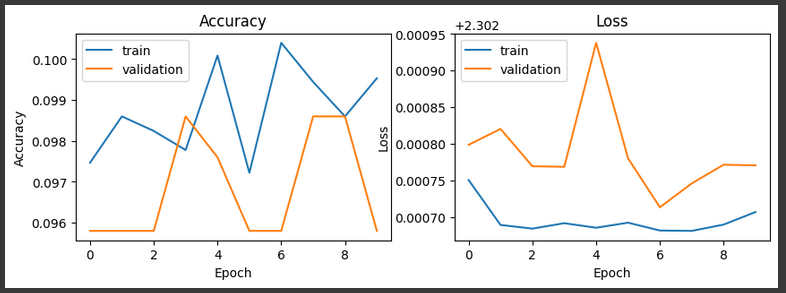 Accuracy
train
validation
0.100
0.099
0.098
0.097
0.096
Accuracy
0 2 4 6 8
Epoch
+2.302
Loss
train
validation
0.00095
0.00090
0.00085
0.00080
0.00075
0.00070
Loss
0 2 4 6 8
Epoch